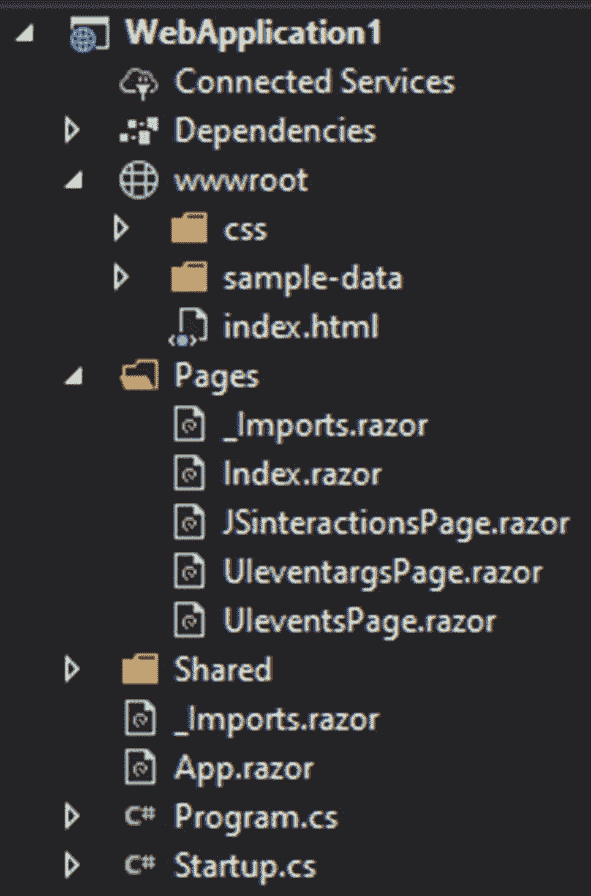 WebApplication1
Connected Services
Dependencies
wwwroot
css
sample-data
index.html
Pages
_Imports.razor
Index.razor
JSinteractionsPage.razor
UIeventargsPage.razor
UIeventsPage.razor
Shared
_Imports.razor
App.razor
C# Program.cs
C# Startup.cs